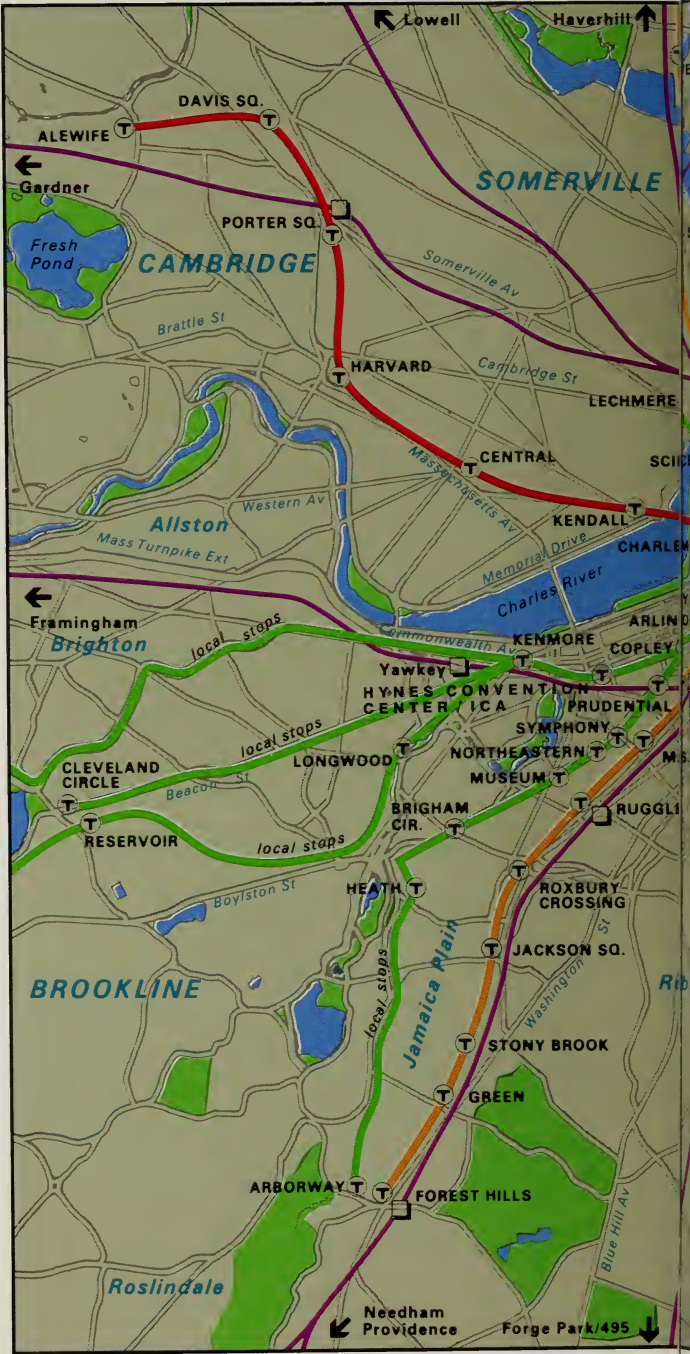 Lowell
Haverhill
DAVIS SQ.
ALEWIFE
Gardner
SOMERVILLE
PORTER SQ.
Fresh
Pond
CAMBRIDGE
Somerville Av
Brattle St
HARVARD
Cambridge St
LECHMERE
CENTRAL
Massachusetts Av
Western Av
KENDALL
Allston
Mass Turnpike Ext
Memorial Drive
Charles River
Framingham
Brighton
local stops
ommonwealth Av
KENMORE
COPLEY
Yawkey
HYNES CONVENTION
CENTER / ICA
PRUDENTIAL
SYMPHONY
local stops
LONGWOOD
NORTHEASTERN
MUSEUM
CLEVELAND
CIRCLE
Beacon St
BRIGHAM
CIR.
RESERVOIR
local stops
HEATH
Boylston St
ROXBURY
CROSSING
JACKSON SQ.
Washington St
BROOKLINE
local stops
Jamaica Plain
STONY BROOK
GREEN
ARBORWAY
FOREST HILLS
Blue Hill Av
Roslindale
Needham
Providence
Forge Park/495